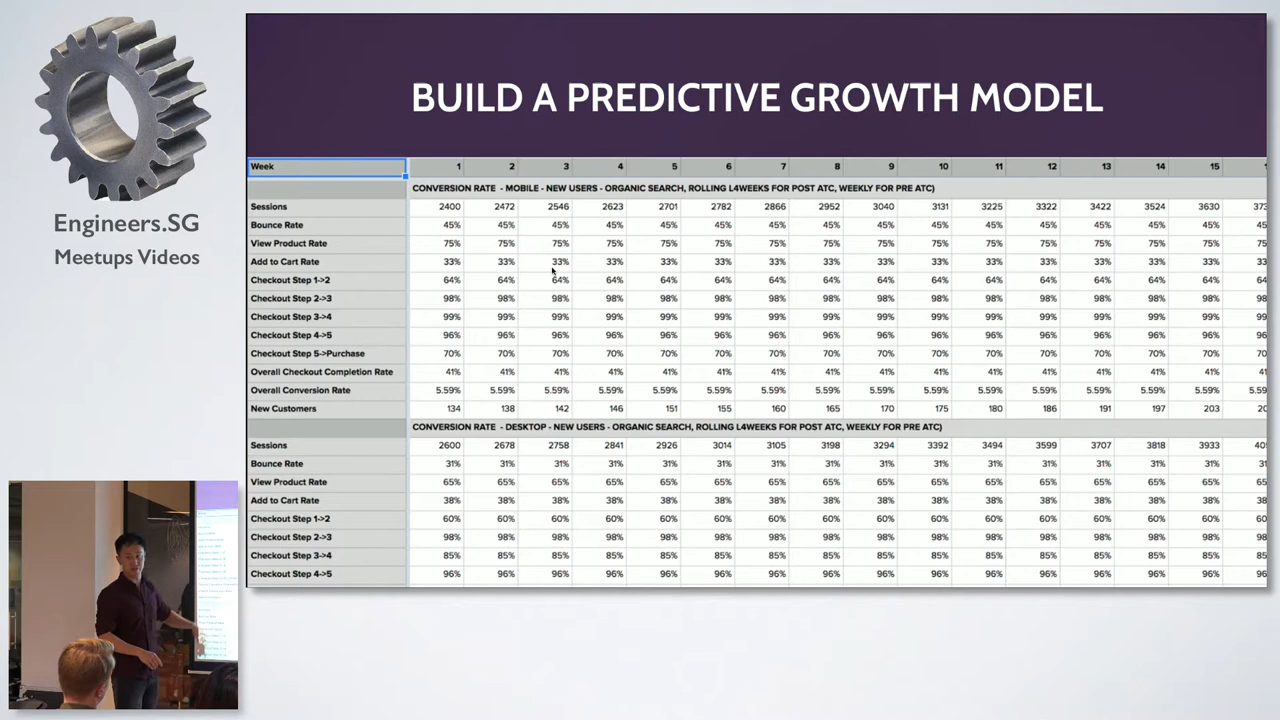 Engineers.SG
Meetups Videos
BUILD A PREDICTIVE GROWTH MODEL
Week 1 2 3 4 5 6 7 8 9 10 11 12 13 14 15
CONVERSION RATE - MOBILE - NEW USERS - ORGANIC SEARCH, ROLLING L4WEEKS FOR POST ATC, WEEKLY FOR PRE ATC)
Sessions 2400 2472 2546 2623 2701 2782 2866 2952 3040 3131 3225 3322 3422 3524 3630
Bounce Rate 45% 45% 45% 45% 45% 45% 45% 45% 45% 45% 45% 45% 45% 45% 45% 45
View Product Rate 75% 75% 75% 75% 75% 75% 75% 75% 75% 75% 75% 75% 75% 75% 75% 75
Add to Cart Rate 33% 33% 33% 33% 33% 33% 33% 33% 33% 33% 33% 33% 33% 33% 33% 33
Checkout Step 1->2 64% 64% 64% 64% 64% 64% 64% 64% 64% 64% 64% 64% 64% 64% 64% 64
Checkout Step 2->3 98% 98% 98% 98% 98% 98% 98% 98% 98% 98% 98% 98% 98% 98% 98% 98
Checkout Step 3->4 99% 99% 99% 99% 99% 99% 99% 99% 99% 99% 99% 99% 99% 99% 99% 99
Checkout Step 4->5 96% 96% 96% 96% 96% 96% 96% 96% 96% 96% 96% 96% 96% 96% 96% 96
Checkout Step 5->Purchase 70% 70% 70% 70% 70% 70% 70% 70% 70% 70% 70% 70% 70% 70% 70% 70
Overall Checkout Completion Rate 41% 41% 41% 41% 41% 41% 41% 41% 41% 41% 41% 41% 41% 41% 41% 41
Overall Conversion Rate 5.59% 5.59% 5.59% 5.59% 5.59% 5.59% 5.59% 5.59% 5.59% 5.59% 5.59% 5.59% 5.59% 5.59% 5.59% 5.59
New Customers 134 138 142 146 151 155 160 165 170 175 180 186 191 197 203
CONVERSION RATE - DESKTOP - NEW USERS - ORGANIC SEARCH, ROLLING L4WEEKS FOR POST ATC, WEEKLY FOR PRE ATC)
Sessions 2600 2678 2758 2841 2926 3014 3105 3198 3294 3392 3494 3599 3707 3818 3933
Bounce Rate 31% 31% 31% 31% 31% 31% 31% 31% 31% 31% 31% 31% 31% 31% 31% 31
View Product Rate 65% 65% 65% 65% 65% 65% 65% 65% 65% 65% 65% 65% 65% 65% 65% 65
Add to Cart Rate 38% 38% 38% 38% 38% 38% 38% 38% 38% 38% 38% 38% 38% 38% 38% 38
Checkout Step 1->2 60% 60% 60% 60% 60% 60% 60% 60% 60% 60% 60% 60% 60% 60% 60% 60
Checkout Step 2->3 98% 98% 98% 98% 98% 98% 98% 98% 98% 98% 98% 98% 98% 98% 98% 98
Checkout Step 3->4 85% 85% 85% 85% 85% 85% 85% 85% 85% 85% 85% 85% 85% 85% 85% 85
Checkout Step 4->5 96% 96% 96% 96% 96% 96% 96% 96% 96% 96% 96% 96% 96% 96% 96% 96